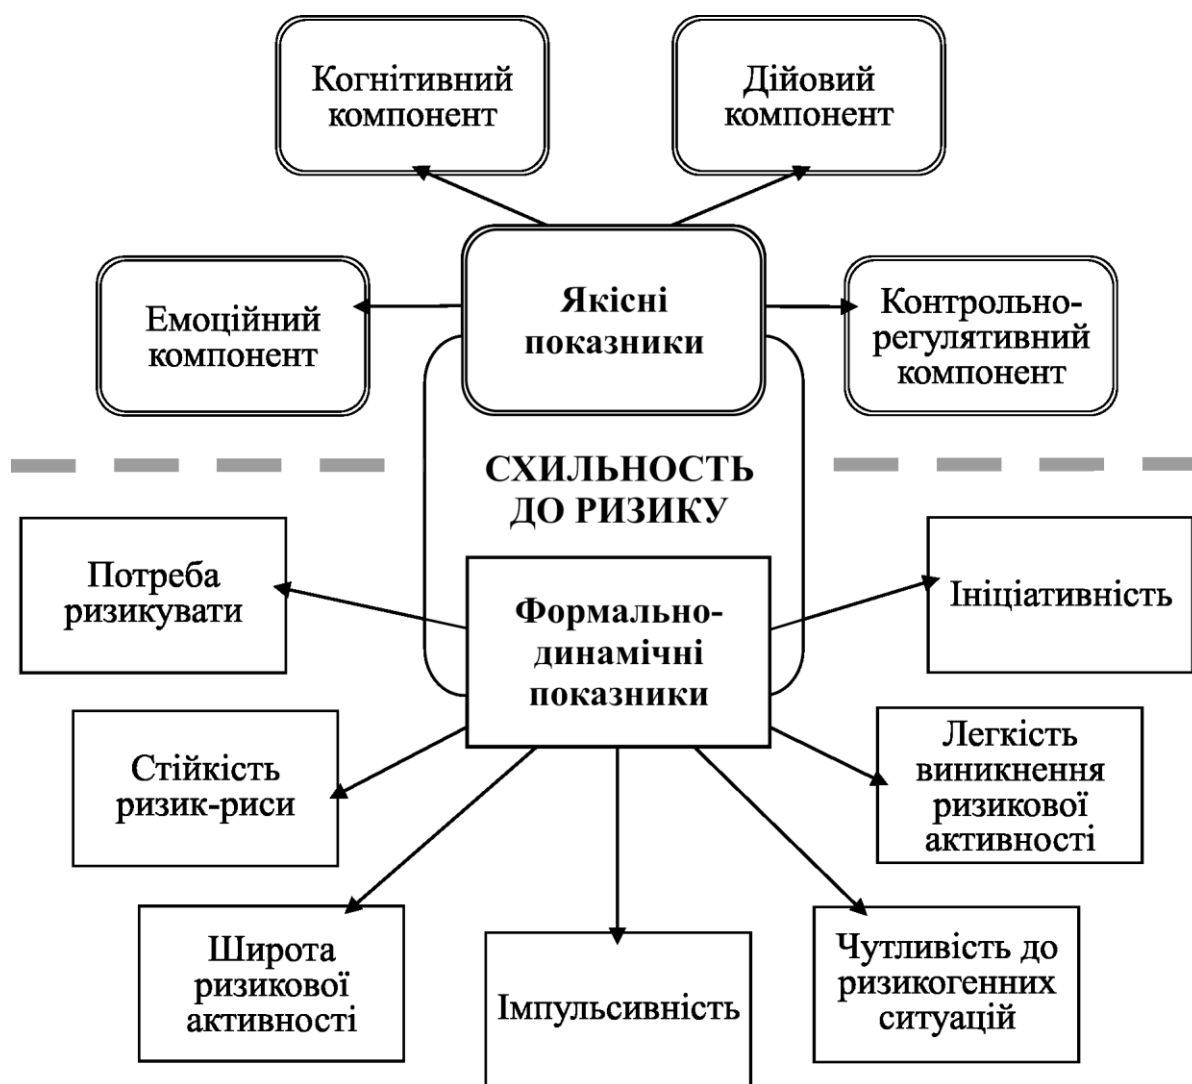 Когнітивний
компонент
Дійовий
компонент
Емоційний
компонент
Якісні
показники
Контрольно-
регулятивний
компонент
СХИЛЬНОСТЬ
ДО РИЗИКУ
Потреба
ризикувати
Формально-
динамічні
показники
Ініціативність
Стійкість
ризик-риси
Легкість
виникнення
ризикової
активності
Широта
ризикової
активності
Імпульсивність
Чутливість до
ризикогенних
ситуацій